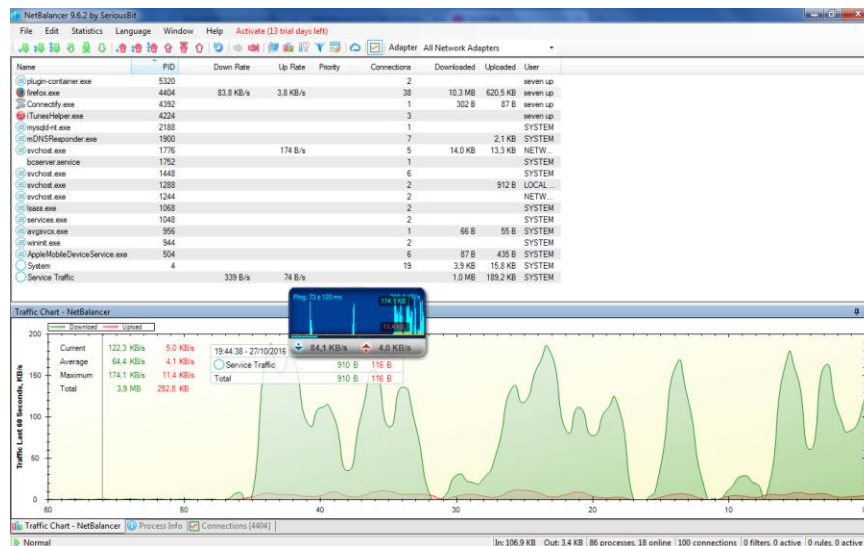 NetBalancer 9.6.2 by SeriousBit
File Edit Statistics Language Window Help Activate (13 trial days left)
Adapter All Network Adapters
Name PID Down Rate Up Rate Priority Connections Downloaded Uploaded User
plugin-container.exe 5320 2 seven up
firefox.exe 4404 83,8 KB/s 3,8 KB/s 38 10,3 MB 620,5 KB seven up
Connectify.exe 4392 1 302 B 87 B seven up
iTunesHelper.exe 4224 3 seven up
mysqld-nt.exe 2188 1 SYSTEM
mDNSResponder.exe 1900 7 2,1 KB SYSTEM
svchost.exe 1776 174 B/s 5 14,0 KB 13,3 KB NETW...
bcserver.service 1752 1 SYSTEM
svchost.exe 1448 6 SYSTEM
svchost.exe 1288 2 912 B LOCAL ...
svchost.exe 1244 2 NETW...
lsass.exe 1068 2 SYSTEM
services.exe 1048 2 SYSTEM
avgsvcx.exe 956 1 66 B 55 B SYSTEM
wininit.exe 944 2 SYSTEM
AppleMobileDeviceService.exe 504 6 87 B 435 B SYSTEM
System 4 19 3,9 KB 15,8 KB SYSTEM
Service Traffic 339 B/s 74 B/s 1,0 MB 189,2 KB SYSTEM
Ping: 73 ± 120 ms
174,1 KB
11,4 KB
84,1 KB/s 4,0 KB/s
Traffic Chart - NetBalancer
Download Upload
Current 122,3 KB/s 5,0 KB/s
Average 64,4 KB/s 4,1 KB/s
Maximum 174,1 KB/s 11,4 KB/s
Total 3.9 MB 252,8 KB
19:44:38 - 27/10/2016
Service Traffic 910 B 116 B
Total 910 B 116 B
Traffic Last 60 Seconds, KB/s
200
150
100
50
0
60 50 40 30 20 10
Traffic Chart - NetBalancer Process Info Connections [4404]
Normal In: 106,9 KB Out: 3,4 KB 86 processes, 18 online 100 connections 0 filters, 0 active 0 rules, 0 active